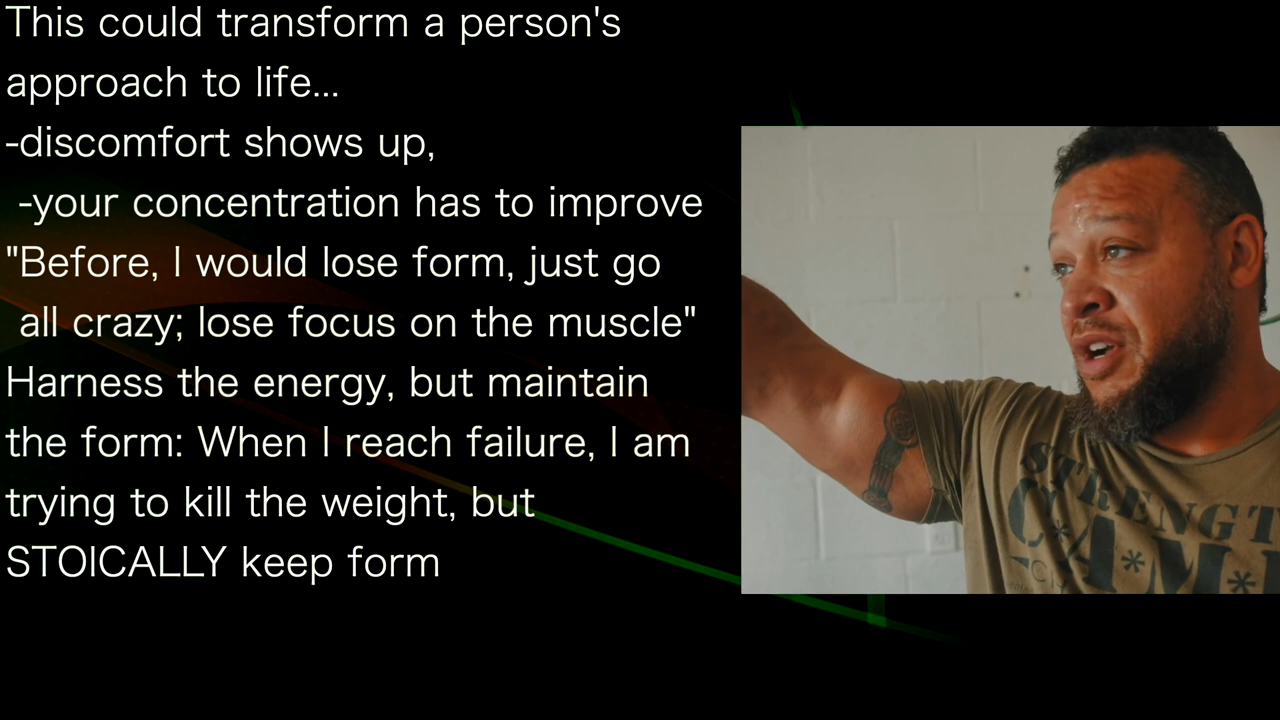 This could transform a person's
approach to life...
-discomfort shows up,
-your concentration has to improve
"Before, I would lose form, just go
all crazy; lose focus on the muscle"
Harness the energy, but maintain
the form: When I reach failure, I am
trying to kill the weight, but
STOICALLY keep form
STRENGT
C*A*M